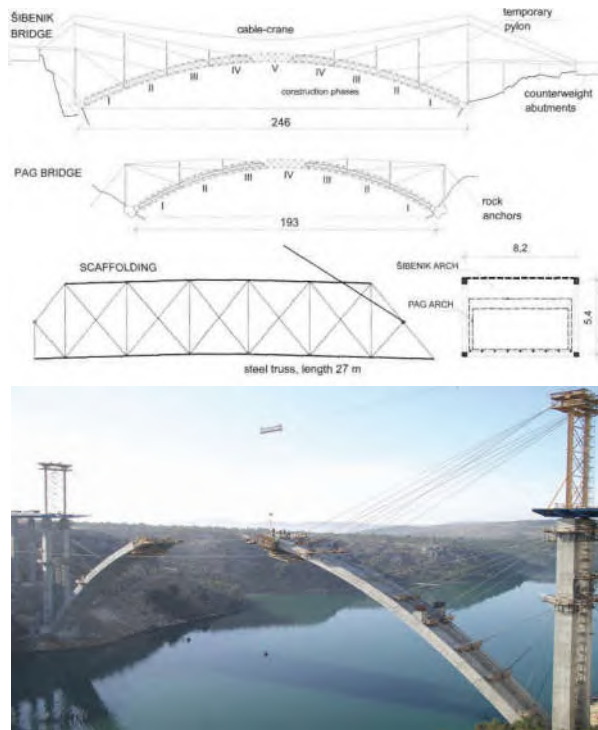 ŠIBENIK
BRIDGE
cable-crane
temporary
pylon
I
II
III
IV
V
IV
III
II
I
construction phases
counterweight
abutments
246
PAG BRIDGE
I
II
III
IV
III
II
I
rock
anchors
193
8,2
SCAFFOLDING
ŠIBENIK ARCH
PAG ARCH
5,4
steel truss, length 27 m